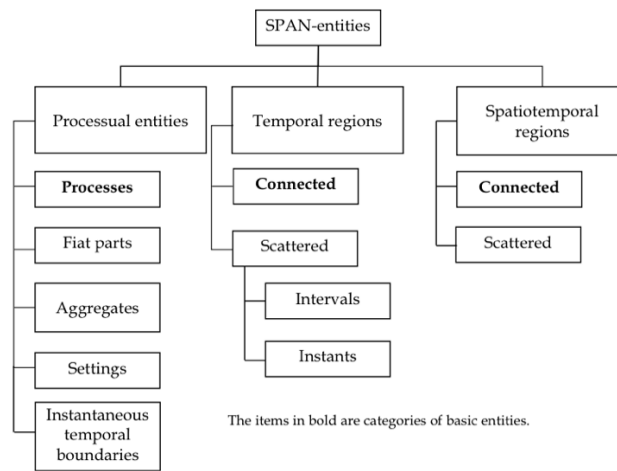 SPAN-entities
Processual entities
Temporal regions
Spatiotemporal
regions
Processes
Connected
Connected
Fiat parts
Scattered
Scattered
Aggregates
Intervals
Settings
Instants
Instantaneous
temporal
boundaries
The items in bold are categories of basic entities.